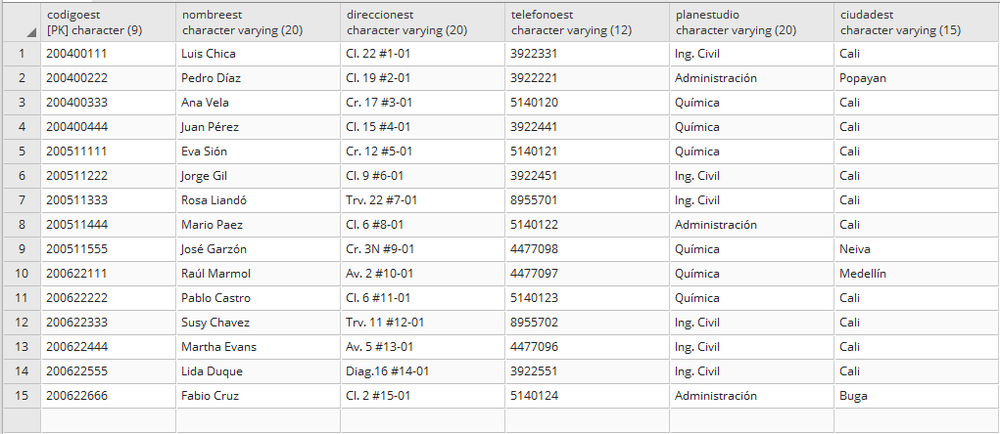 codigoest nombreest direccionest telefonoest planestudio ciudadest
[PK] character (9) character varying (20) character varying (20) character varying (12) character varying (20) character varying (15)
1 200400111 Luis Chica Cl. 22 #1-01 3922331 Ing. Civil Cali
2 200400222 Pedro Díaz Cl. 19 #2-01 3922221 Administración Popayan
3 200400333 Ana Vela Cr. 17 #3-01 5140120 Química Cali
4 200400444 Juan Pérez Cl. 15 #4-01 3922441 Química Cali
5 200511111 Eva Sión Cr. 12 #5-01 5140121 Química Cali
6 200511222 Jorge Gil Cl. 9 #6-01 3922451 Ing. Civil Cali
7 200511333 Rosa Liandó Trv. 22 #7-01 8955701 Ing. Civil Cali
8 200511444 Mario Paez Cl. 6 #8-01 5140122 Administración Cali
9 200511555 José Garzón Cr. 3N #9-01 4477098 Química Neiva
10 200622111 Raúl Marmol Av. 2 #10-01 4477097 Química Medellín
11 200622222 Pablo Castro Cl. 6 #11-01 5140123 Química Cali
12 200622333 Susy Chavez Trv. 11 #12-01 8955702 Ing. Civil Cali
13 200622444 Martha Evans Av. 5 #13-01 4477096 Ing. Civil Cali
14 200622555 Lida Duque Diag.16 #14-01 3922551 Ing. Civil Cali
15 200622666 Fabio Cruz Cl. 2 #15-01 5140124 Administración Buga